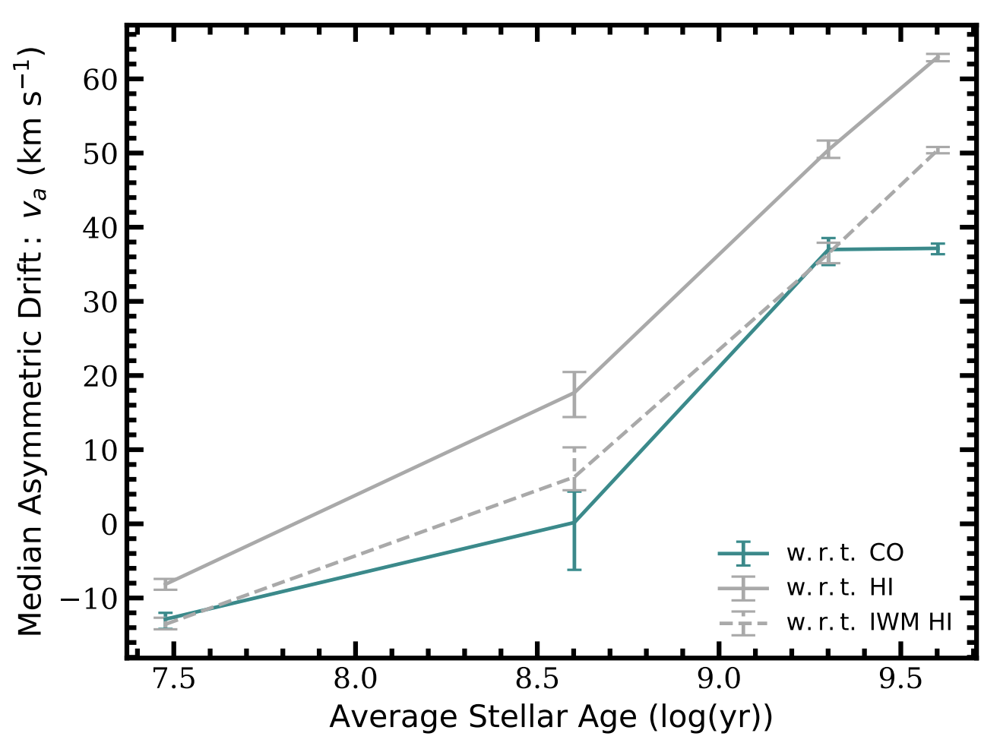 Median Asymmetric Drift : v_a (km s⁻¹)
60
50
40
30
20
10
0
−10
w.r.t. CO
w.r.t. HI
w.r.t. IWM HI
7.5 8.0 8.5 9.0 9.5
Average Stellar Age (log(yr))